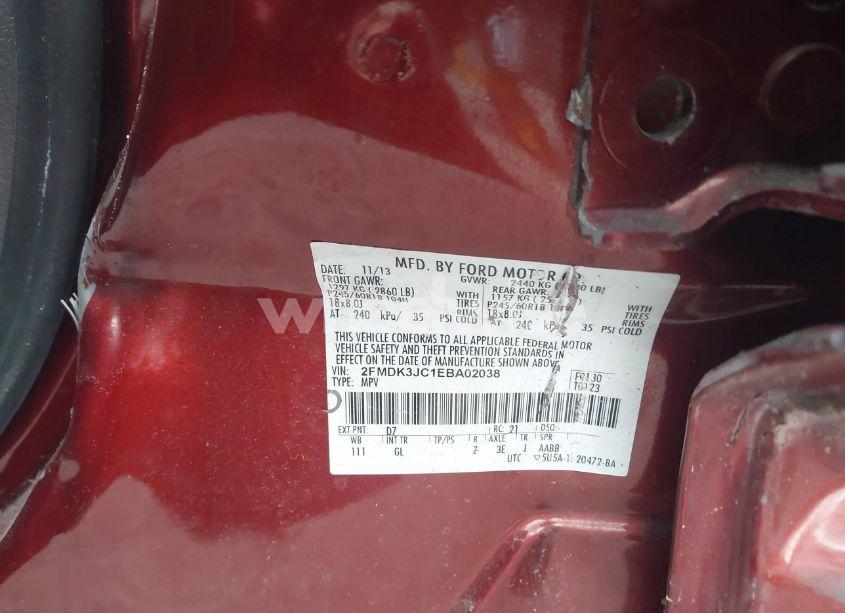 MFD. BY FORD MOTOR
DATE: 11/13
GVWR: 2440 KG
FRONT GAWR: REAR GAWR:
1297 KG (2860 LB) 1157 KG
P245/60R18 104H WITH TIRES P245/60R18 WITH TIRES
18x8.0J RIMS 18x8.0J RIMS
AT 240 kPa/ 35 PSI COLD AT 240 kPa/ 35 PSI COLD
THIS VEHICLE CONFORMS TO ALL APPLICABLE FEDERAL MOTOR
VEHICLE SAFETY AND THEFT PREVENTION STANDARDS IN
EFFECT ON THE DATE OF MANUFACTURE SHOWN ABOVE.
VIN: 2FMDK3JC1EBA02038
TYPE: MPV
EXT PNT: D7 RC: 21 DSO:
WB INT TR TP/PS R AXLE TR SPR
111 GL Z 3E J AABB
UTC 20472-BA